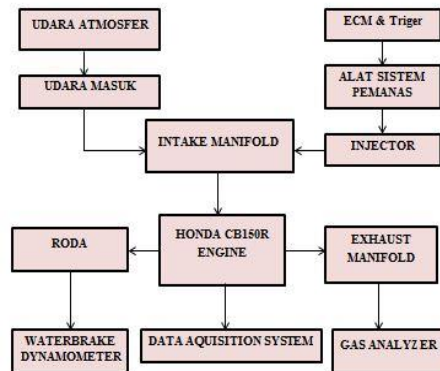 UDARA ATMOSFER
ECM & Triger
UDARA MASUK
ALAT SISTEM
PEMANAS
INTAKE MANIFOLD
INJECTOR
RODA
HONDA CB150R
ENGINE
EXHAUST
MANIFOLD
WATERBRAKE
DYNAMOMETER
DATA AQUISITION SYSTEM
GAS ANALYZER